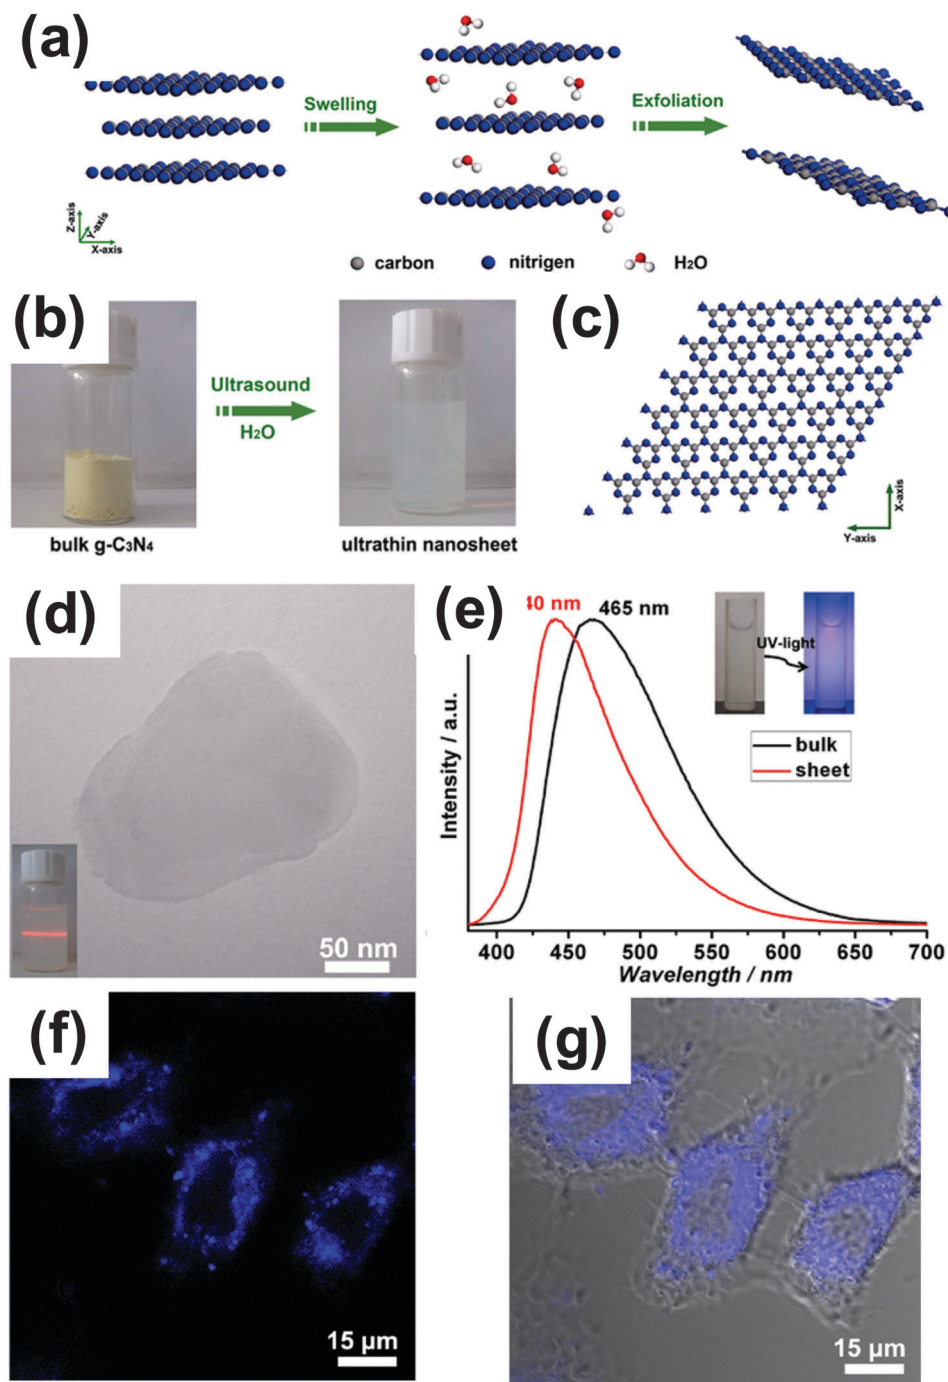 (a)
Swelling
Exfoliation
Z-axis
Y-axis
X-axis
carbon
nitrigen
H2O
(b)
Ultrasound
H2O
bulk g-C3N4
ultrathin nanosheet
(c)
X-axis
Y-axis
(d)
50 nm
(e)
40 nm
465 nm
UV-light
bulk
sheet
Intensity / a.u.
400 450 500 550 600 650 700
Wavelength / nm
(f)
15 µm
(g)
15 µm